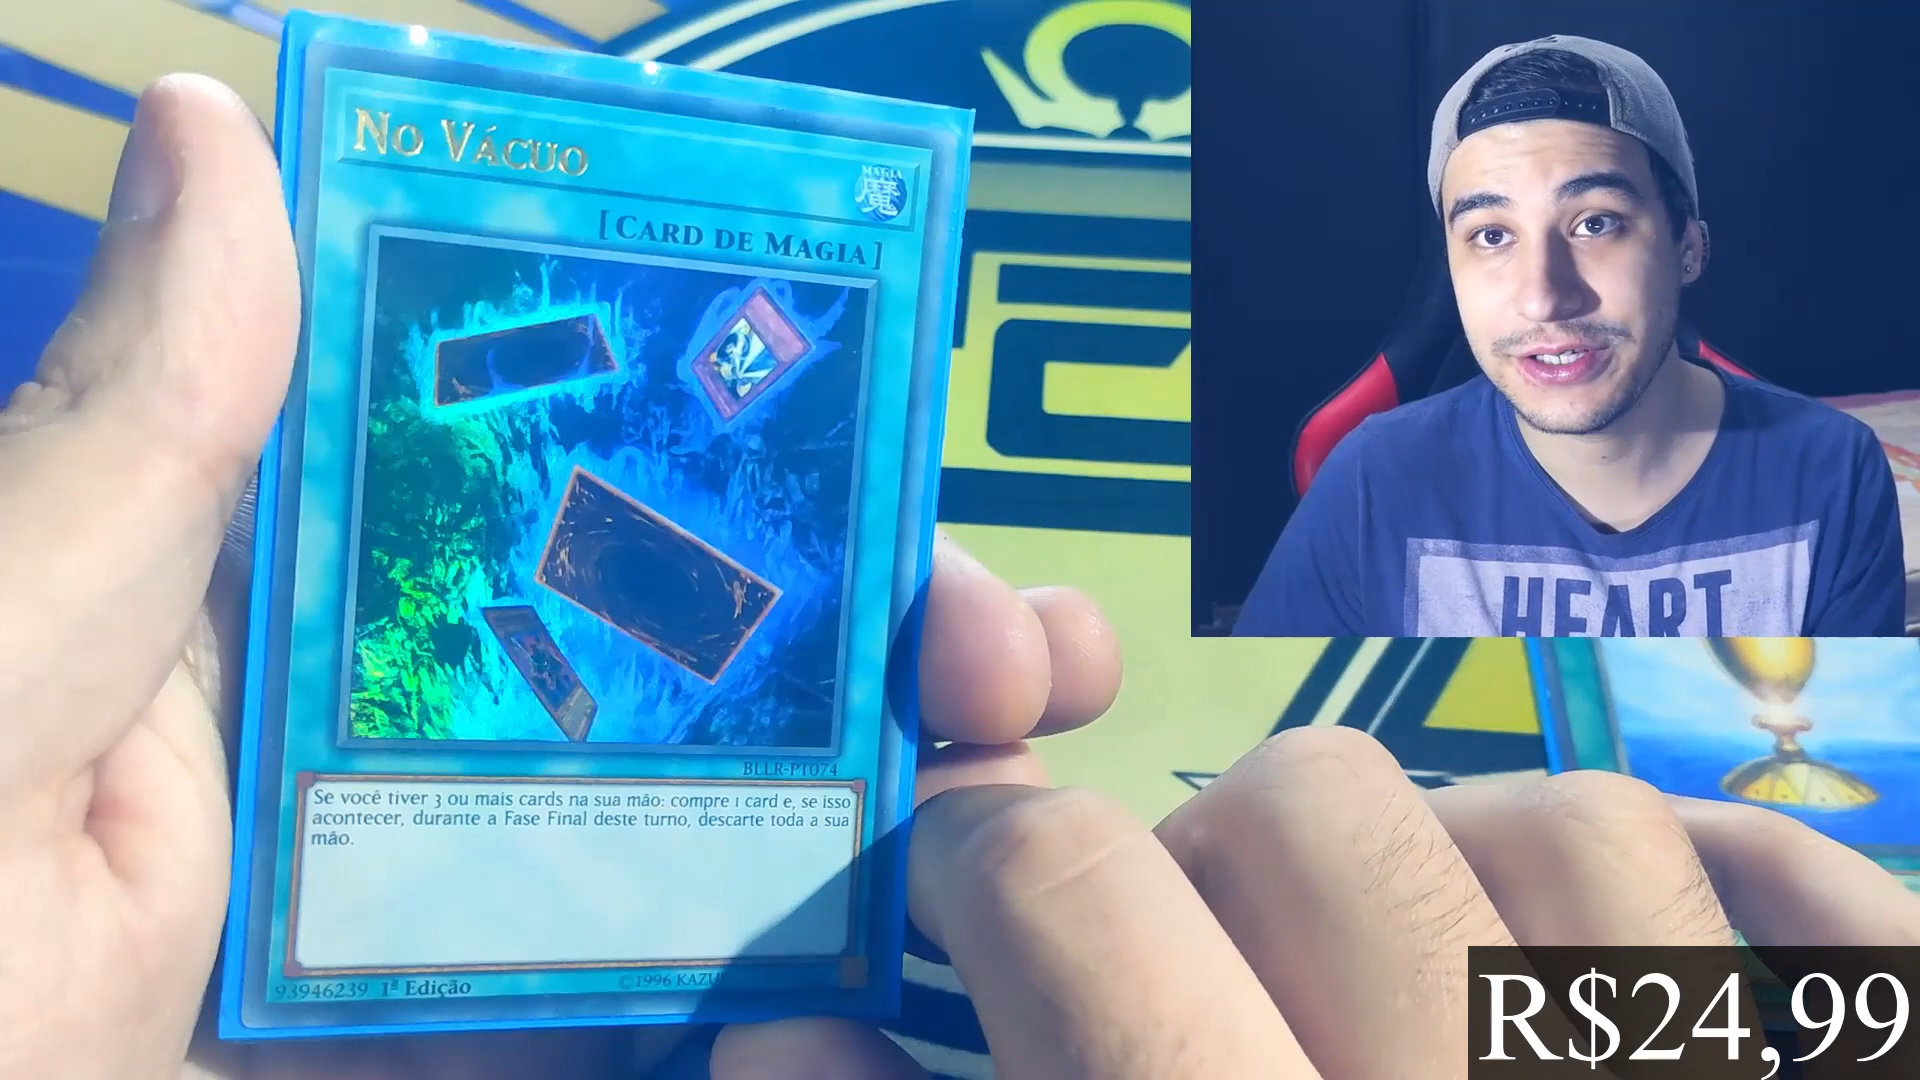 No Vácuo
MAGIA
魔
[CARD DE MAGIA]
BLLR-PT074
Se você tiver 3 ou mais cards na sua mão: compre 1 card e, se isso
acontecer, durante a Fase Final deste turno, descarte toda a sua
mão.
93946239 1ª Edição
©1996
HEART
R$24,99